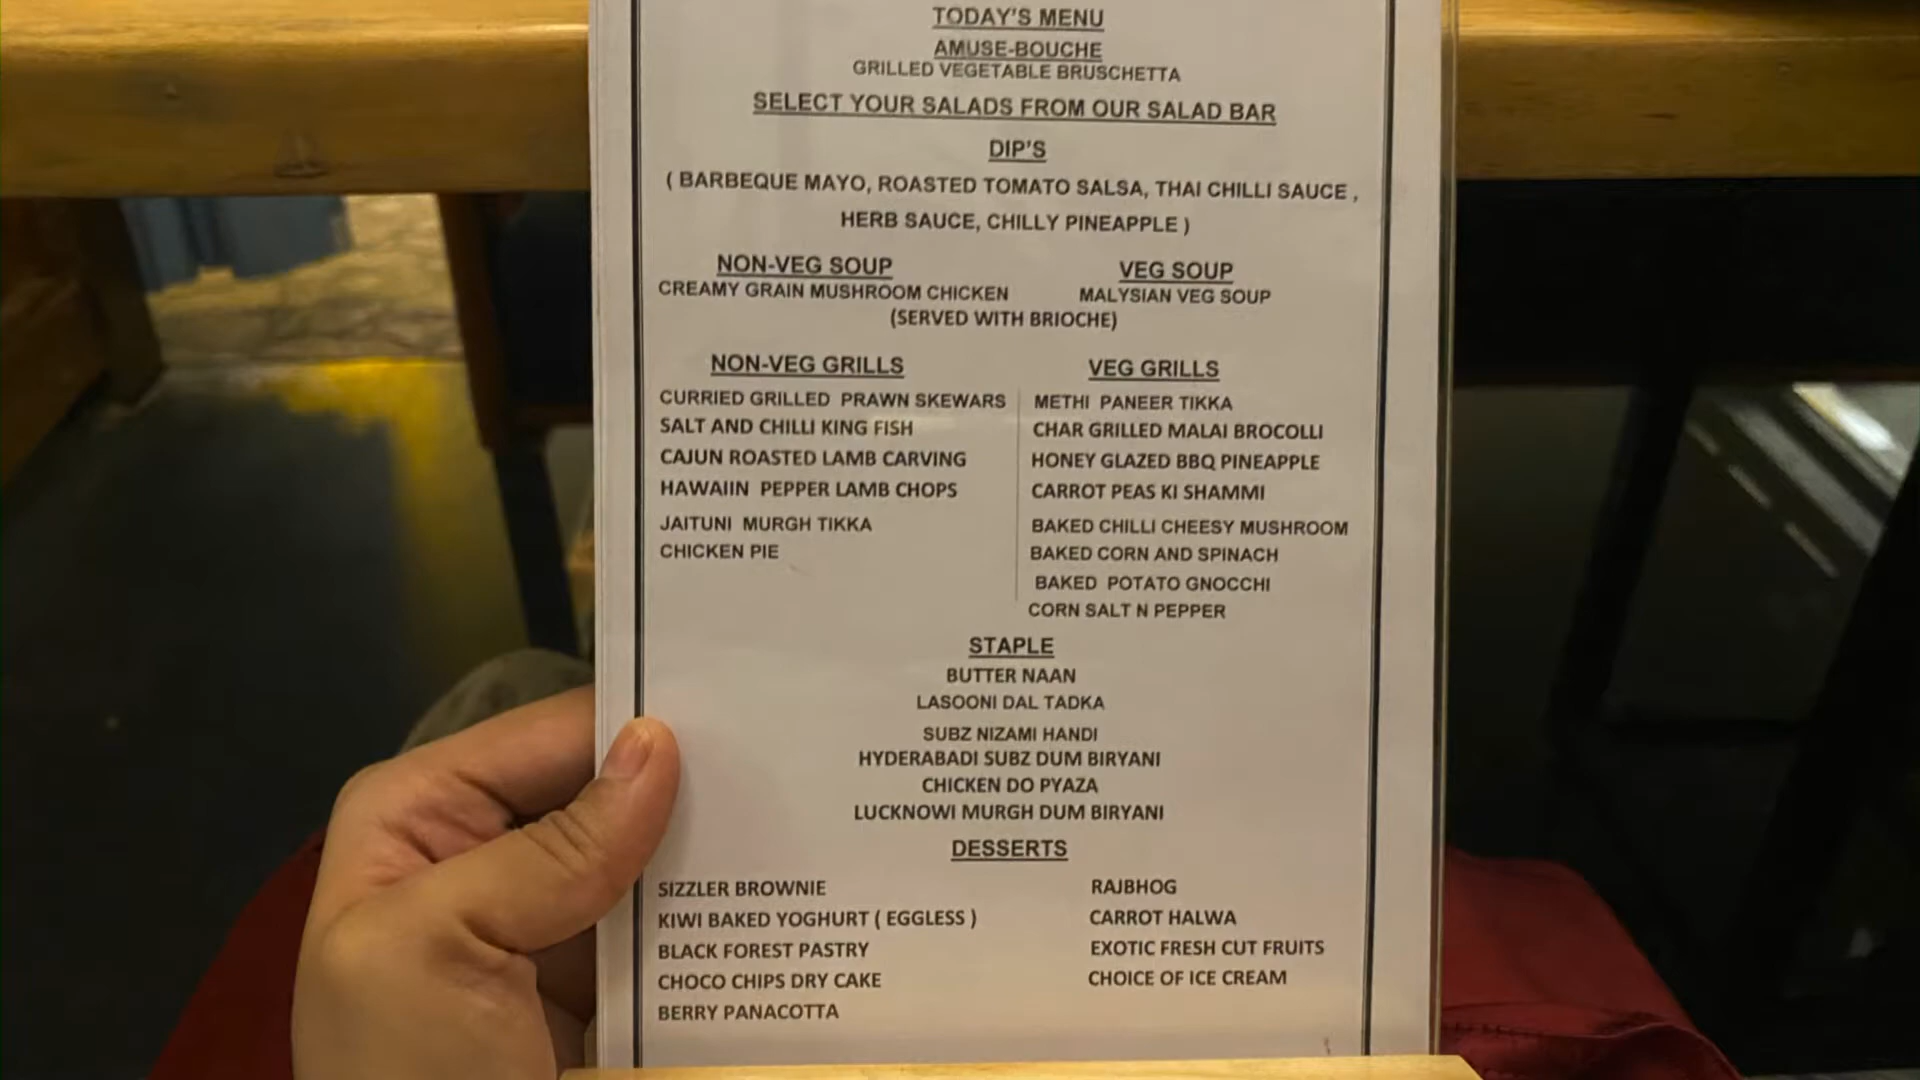 TODAY'S MENU
AMUSE-BOUCHE
GRILLED VEGETABLE BRUSCHETTA
SELECT YOUR SALADS FROM OUR SALAD BAR
DIP'S
( BARBEQUE MAYO, ROASTED TOMATO SALSA, THAI CHILLI SAUCE ,
HERB SAUCE, CHILLY PINEAPPLE )
NON-VEG SOUP
CREAMY GRAIN MUSHROOM CHICKEN
VEG SOUP
MALYSIAN VEG SOUP
(SERVED WITH BRIOCHE)
NON-VEG GRILLS
CURRIED GRILLED PRAWN SKEWARS
SALT AND CHILLI KING FISH
CAJUN ROASTED LAMB CARVING
HAWAIIN PEPPER LAMB CHOPS
JAITUNI MURGH TIKKA
CHICKEN PIE
VEG GRILLS
METHI PANEER TIKKA
CHAR GRILLED MALAI BROCOLLI
HONEY GLAZED BBQ PINEAPPLE
CARROT PEAS KI SHAMMI
BAKED CHILLI CHEESY MUSHROOM
BAKED CORN AND SPINACH
BAKED POTATO GNOCCHI
CORN SALT N PEPPER
STAPLE
BUTTER NAAN
LASOONI DAL TADKA
SUBZ NIZAMI HANDI
HYDERABADI SUBZ DUM BIRYANI
CHICKEN DO PYAZA
LUCKNOWI MURGH DUM BIRYANI
DESSERTS
SIZZLER BROWNIE
KIWI BAKED YOGHURT ( EGGLESS )
BLACK FOREST PASTRY
CHOCO CHIPS DRY CAKE
BERRY PANACOTTA
RAJBHOG
CARROT HALWA
EXOTIC FRESH CUT FRUITS
CHOICE OF ICE CREAM